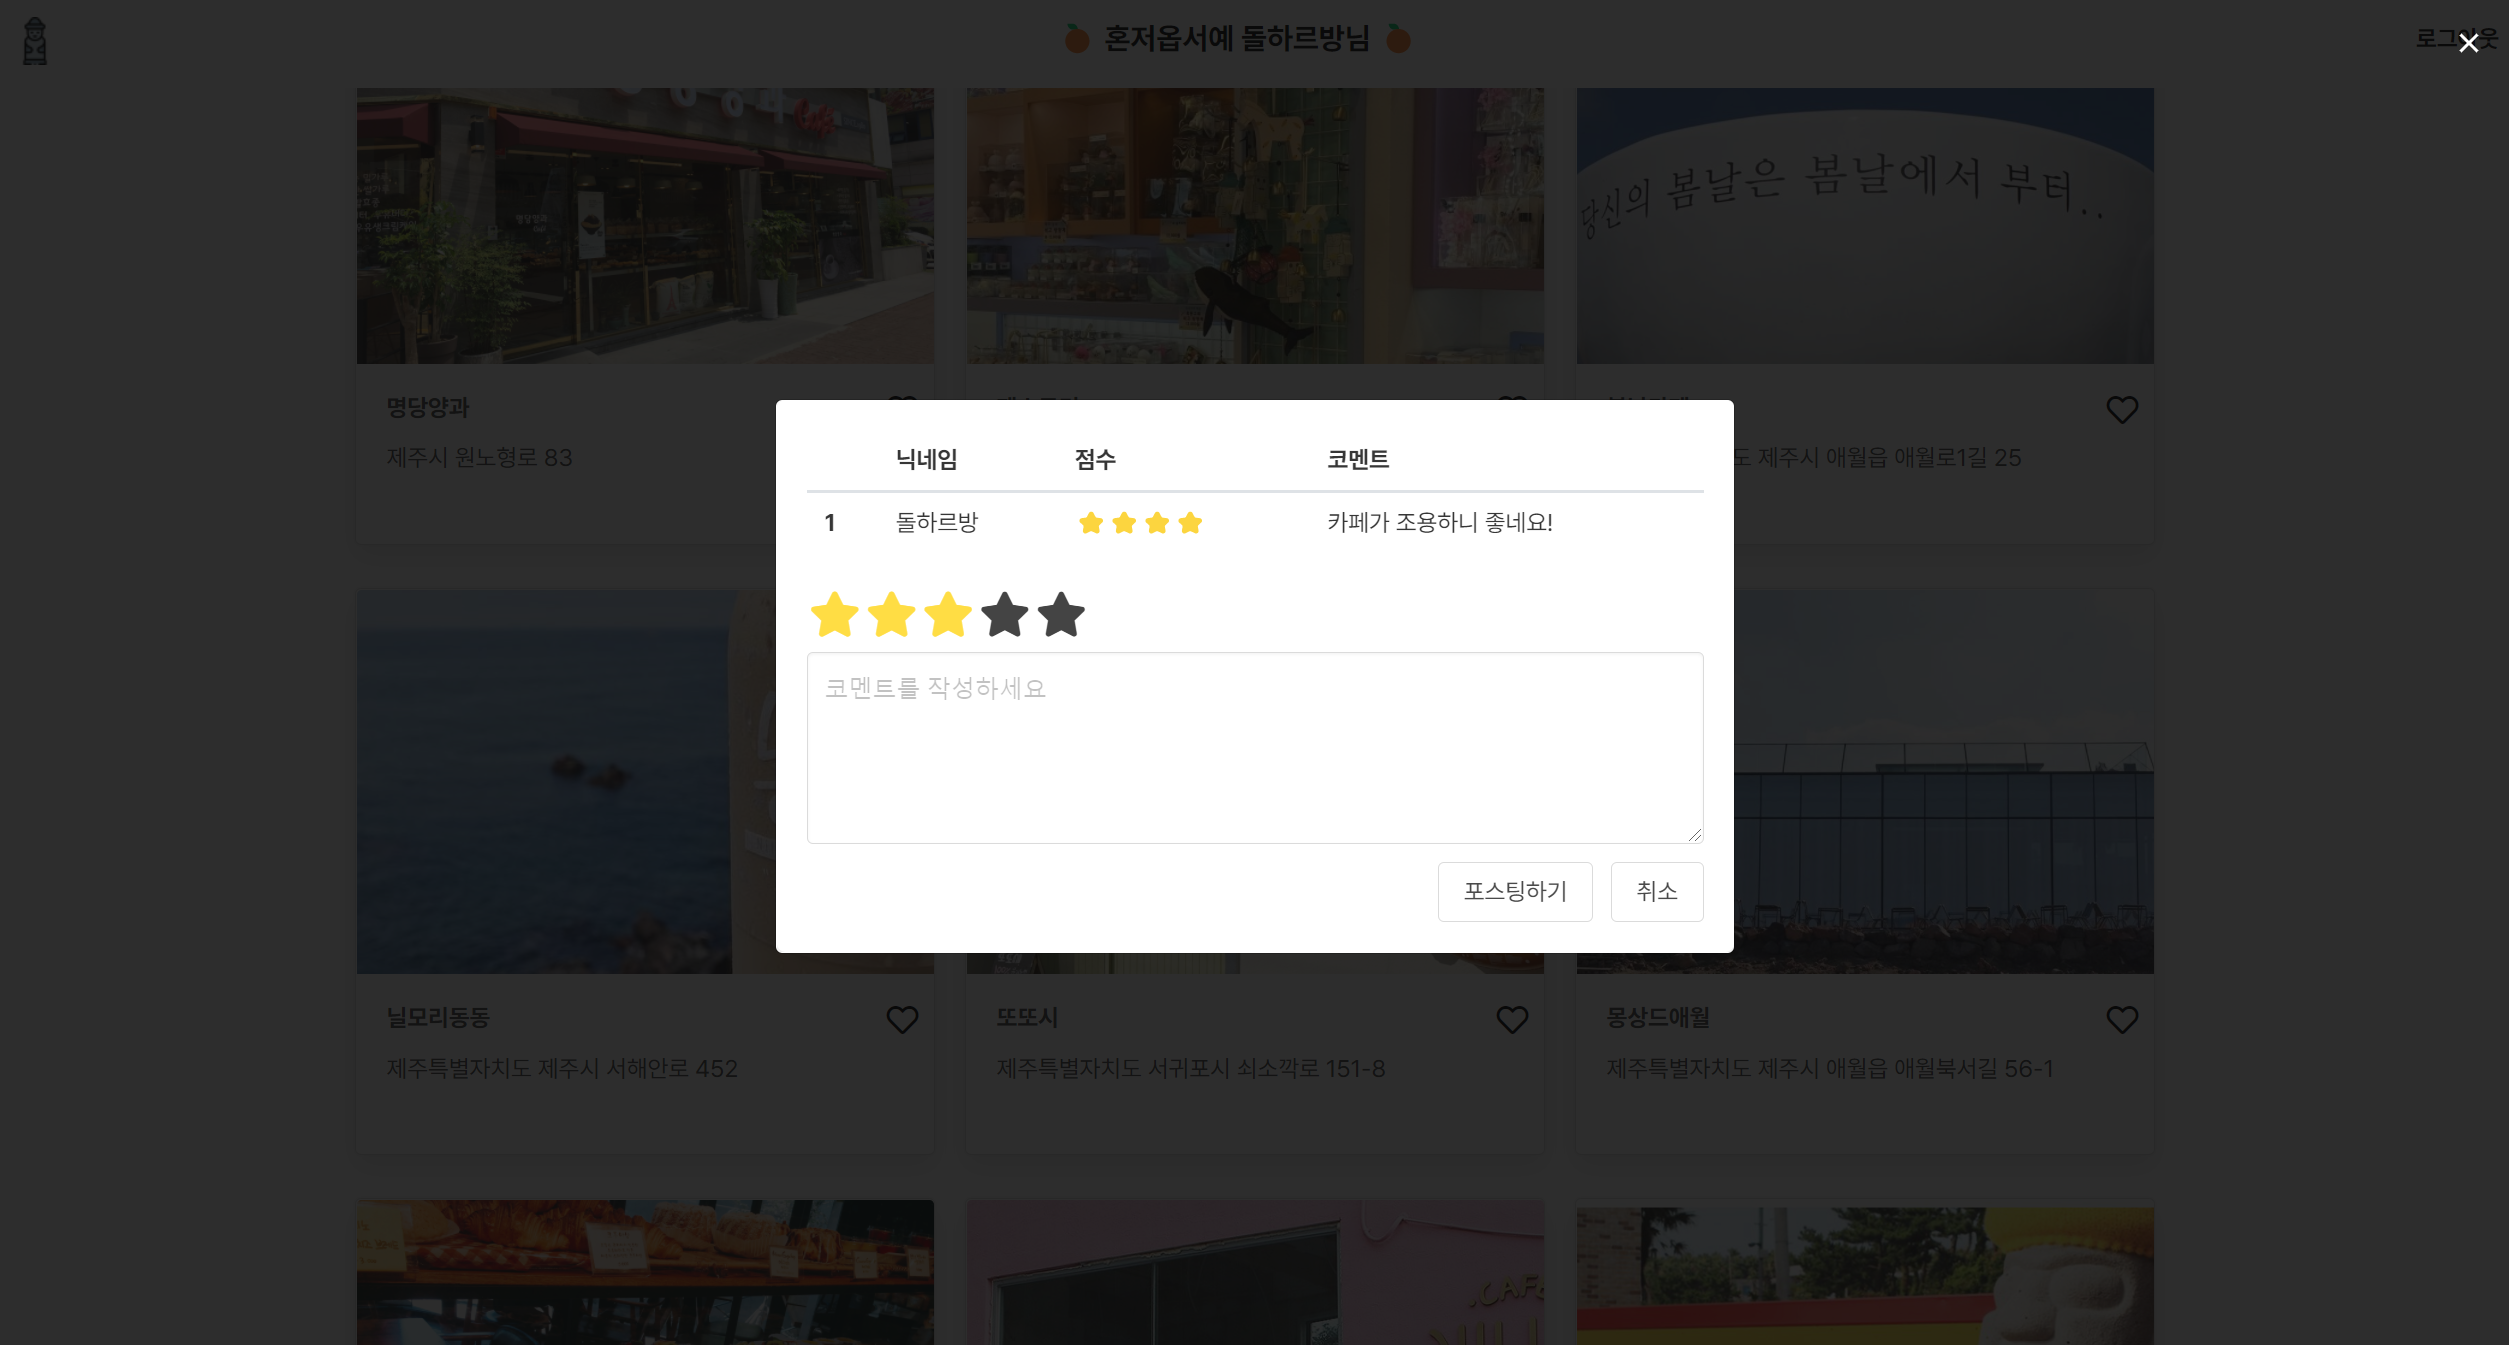 혼저옵서예 돌하르방님
로그아웃
당신의 봄날은 봄날에서 부터..
명당양과
제주시 원노형로 83
도 제주시 애월읍 애월로1길 25
닉네임 점수 코멘트
1 돌하르방 카페가 조용하니 좋네요!
코멘트를 작성하세요
포스팅하기 취소
닐모리동동
제주특별자치도 제주시 서해안로 452
또또시
제주특별자치도 서귀포시 쇠소깍로 151-8
몽상드애월
제주특별자치도 제주시 애월읍 애월북서길 56-1
CAFE